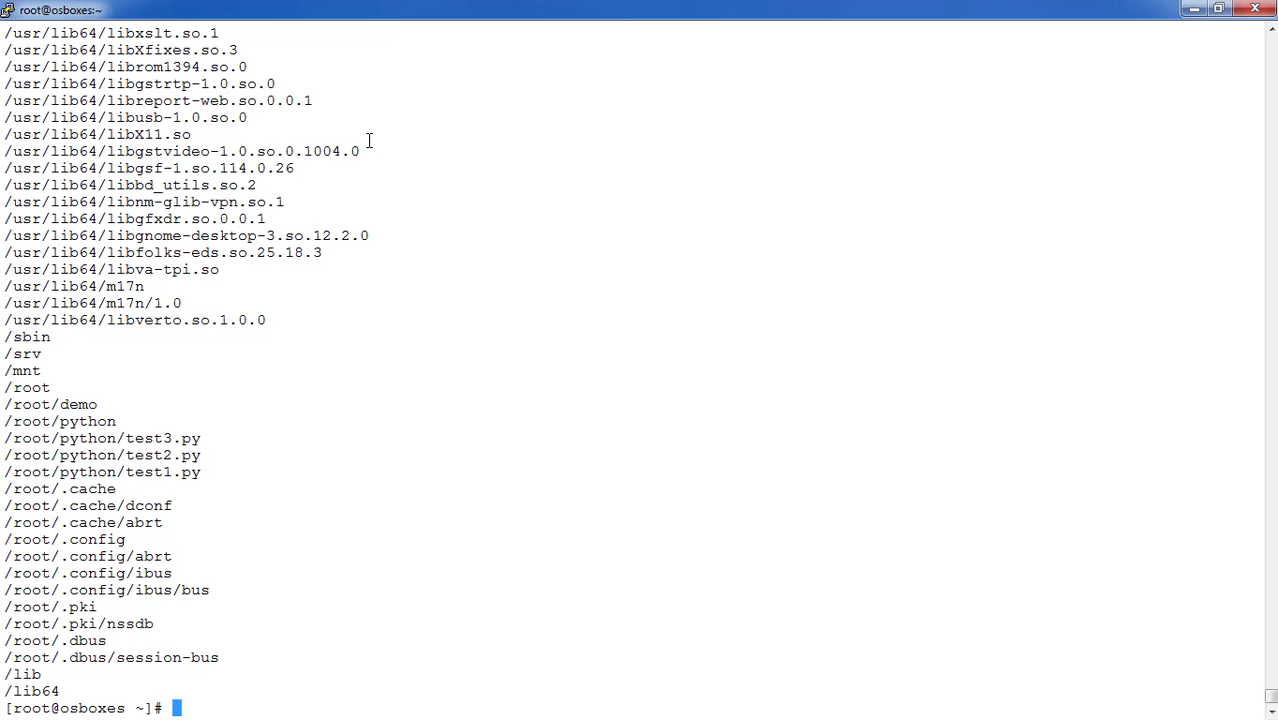 root@osboxes:~
/usr/lib64/libxslt.so.1
/usr/lib64/libXfixes.so.3
/usr/lib64/librom1394.so.0
/usr/lib64/libgstrtp-1.0.so.0
/usr/lib64/libreport-web.so.0.0.1
/usr/lib64/libusb-1.0.so.0
/usr/lib64/libX11.so
/usr/lib64/libgstvideo-1.0.so.0.1004.0
/usr/lib64/libgsf-1.so.114.0.26
/usr/lib64/libbd_utils.so.2
/usr/lib64/libnm-glib-vpn.so.1
/usr/lib64/libgfxdr.so.0.0.1
/usr/lib64/libgnome-desktop-3.so.12.2.0
/usr/lib64/libfolks-eds.so.25.18.3
/usr/lib64/libva-tpi.so
/usr/lib64/m17n
/usr/lib64/m17n/1.0
/usr/lib64/libverto.so.1.0.0
/sbin
/srv
/mnt
/root
/root/demo
/root/python
/root/python/test3.py
/root/python/test2.py
/root/python/test1.py
/root/.cache
/root/.cache/dconf
/root/.cache/abrt
/root/.config
/root/.config/abrt
/root/.config/ibus
/root/.config/ibus/bus
/root/.pki
/root/.pki/nssdb
/root/.dbus
/root/.dbus/session-bus
/lib
/lib64
[root@osboxes ~]#